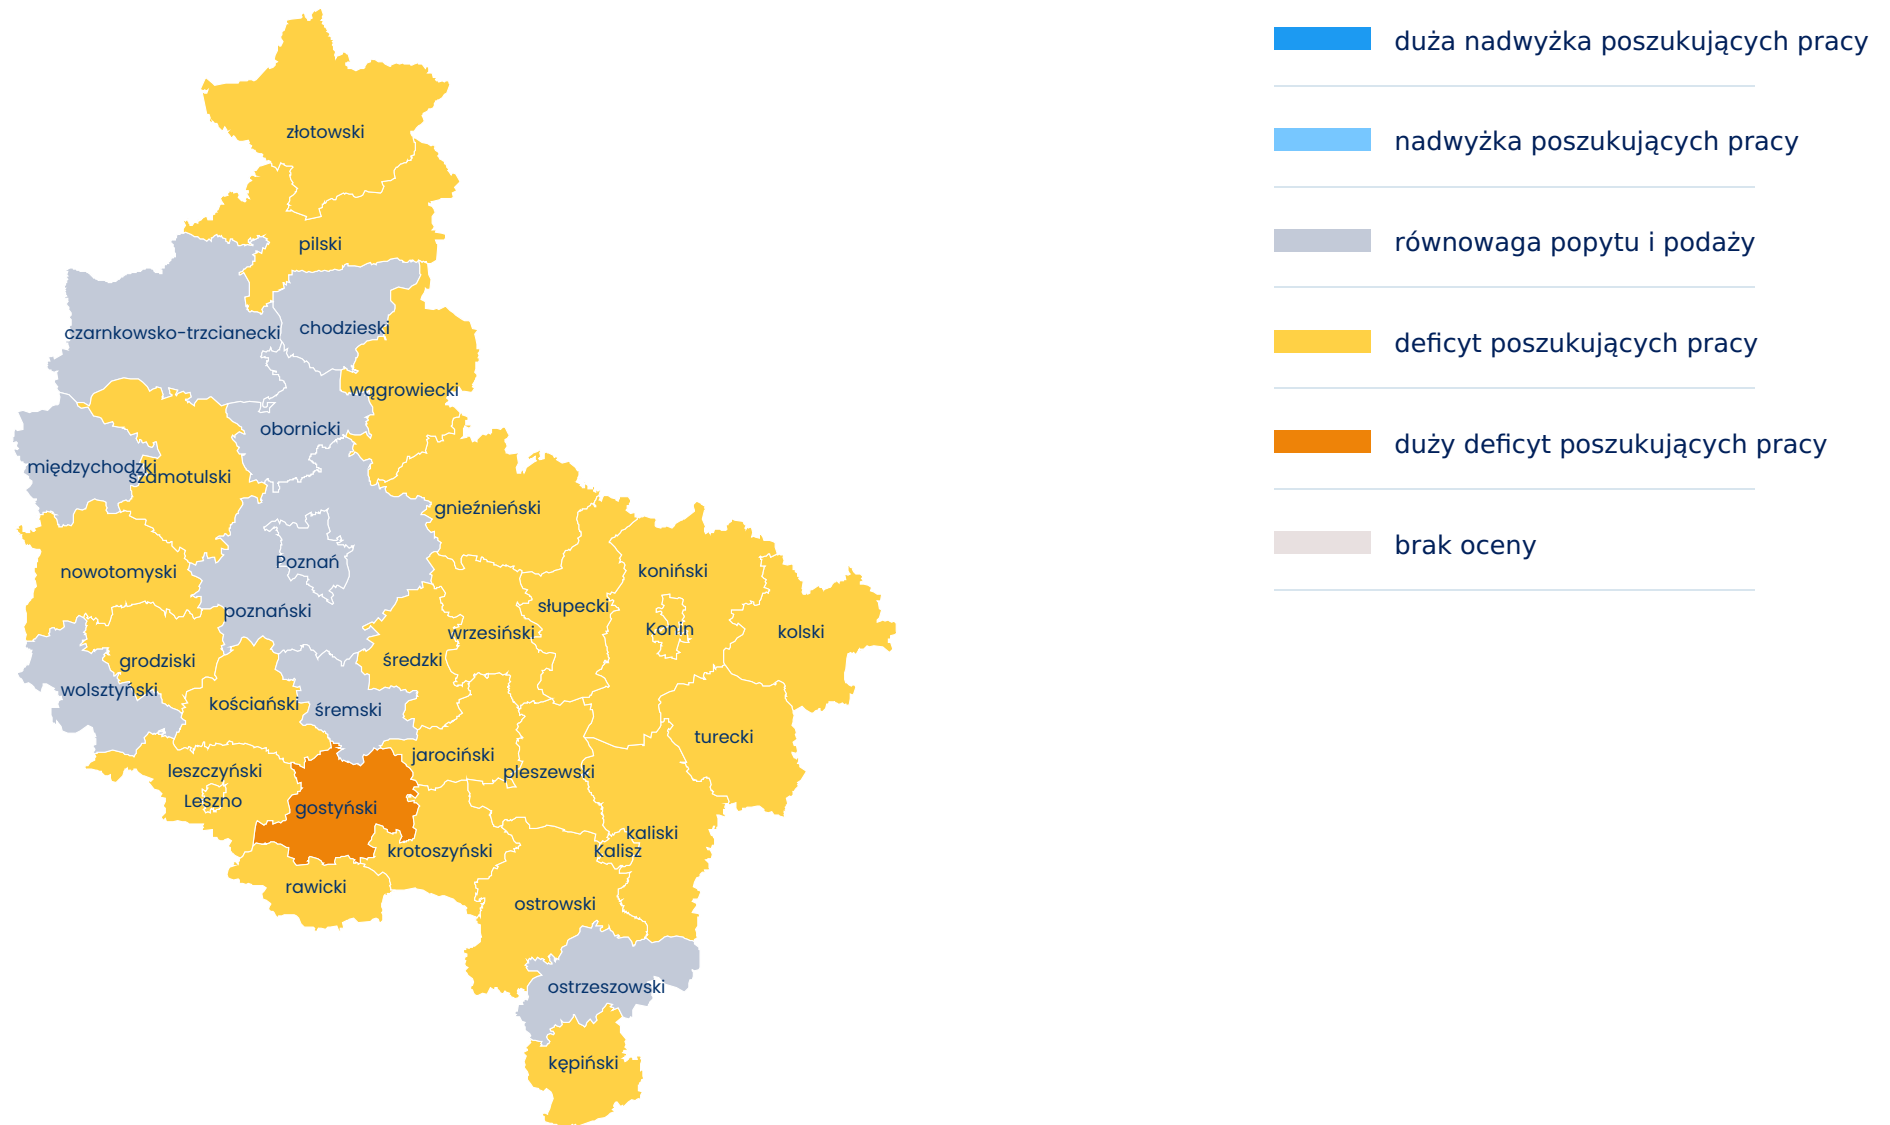 duża nadwyżka poszukujących pracy
nadwyżka poszukujących pracy
równowaga popytu i podaży
deficyt poszukujących pracy
duży deficyt poszukujących pracy
brak oceny
złotowski
pilski
czarnkowsko-trzcianecki
chodzieski
wągrowiecki
obornicki
międzychodzki
szamotulski
gnieźnieński
nowotomyski
Poznań
poznański
koniński
słupecki
Konin
kolski
wrzesiński
średzki
grodziski
wolsztyński
kościański
śremski
turecki
jarociński
pleszewski
leszczyński
Leszno
gostyński
kaliski
Kalisz
krotoszyński
rawicki
ostrowski
ostrzeszowski
kępiński